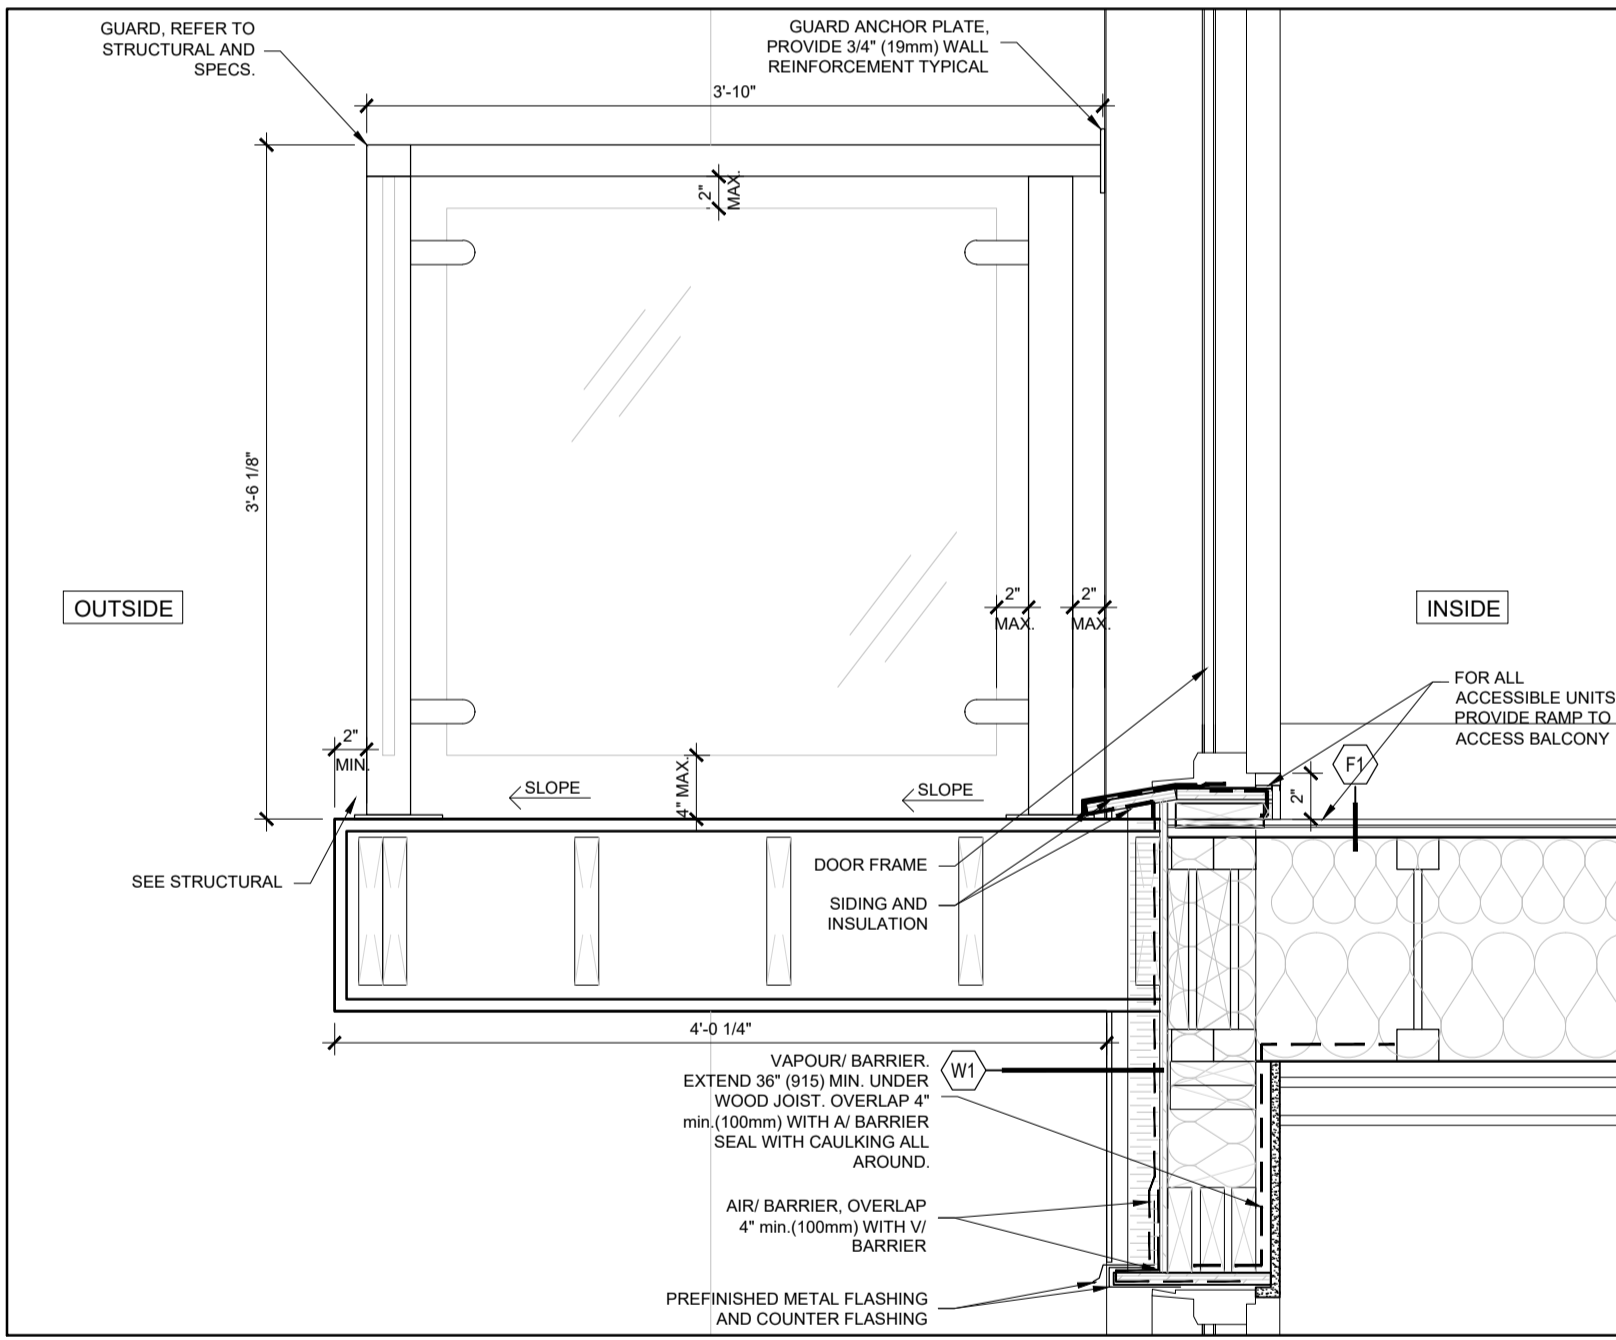 GUARD, REFER TO
STRUCTURAL AND
SPECS.
GUARD ANCHOR PLATE,
PROVIDE 3/4" (19mm) WALL
REINFORCEMENT TYPICAL
3'-10"
2"
MAX.
3'-6 1/8"
OUTSIDE
INSIDE
2"
MAX.
2"
MAX.
FOR ALL
ACCESSIBLE UNITS
PROVIDE RAMP TO
ACCESS BALCONY
F1
2"
MIN.
4" MAX.
SLOPE
SLOPE
2"
SEE STRUCTURAL
DOOR FRAME
SIDING AND
INSULATION
4'-0 1/4"
W1
VAPOUR/ BARRIER.
EXTEND 36" (915) MIN. UNDER
WOOD JOIST. OVERLAP 4"
min.(100mm) WITH A/ BARRIER
SEAL WITH CAULKING ALL
AROUND.
AIR/ BARRIER, OVERLAP
4" min.(100mm) WITH V/
BARRIER
PREFINISHED METAL FLASHING
AND COUNTER FLASHING